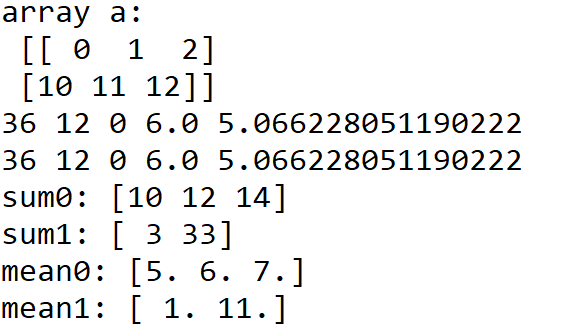 array a:
 [[ 0  1  2]
 [10 11 12]]
36 12 0 6.0 5.066228051190222
36 12 0 6.0 5.066228051190222
sum0: [10 12 14]
sum1: [ 3 33]
mean0: [5. 6. 7.]
mean1: [ 1. 11.]